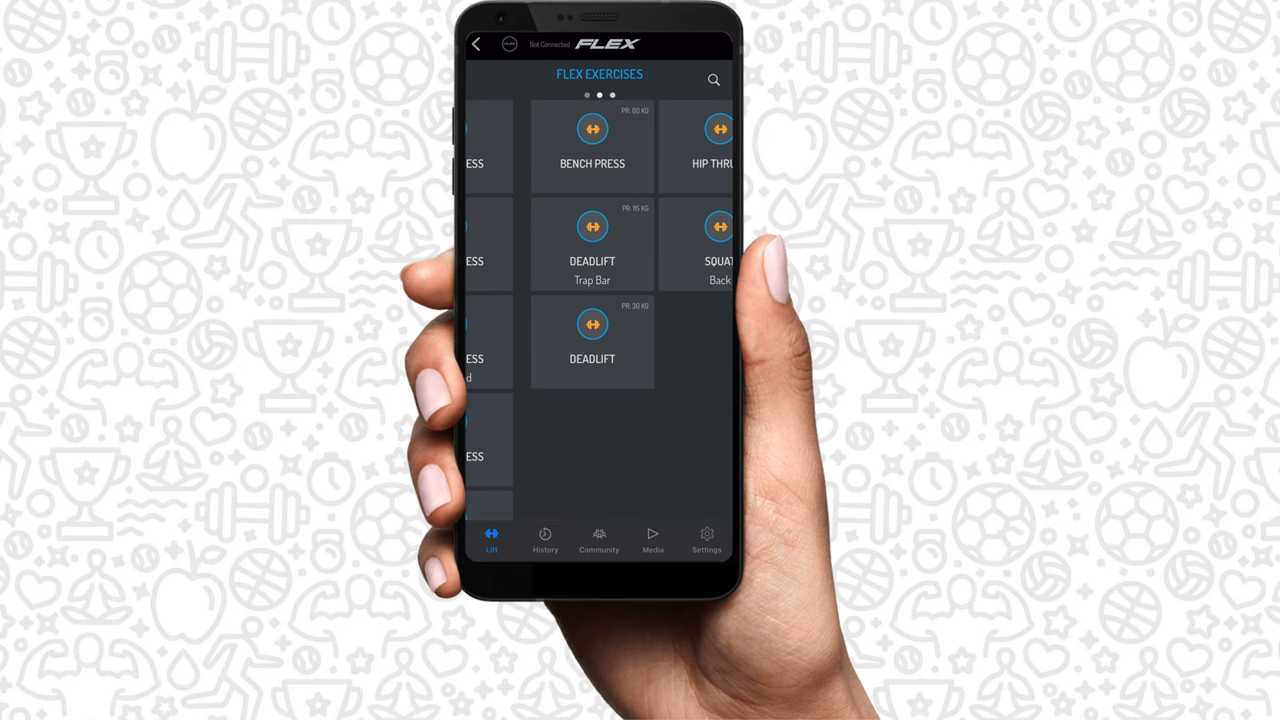 Not Connected FLEX
FLEX EXERCISES
PR: 60 KG
ESS
BENCH PRESS
HIP THRU
PR: 115 KG
ESS
DEADLIFT
SQUAT
Trap Bar
Back
PR: 30 KG
ESS
DEADLIFT
d
ESS
Lift
History
Community
Media
Settings